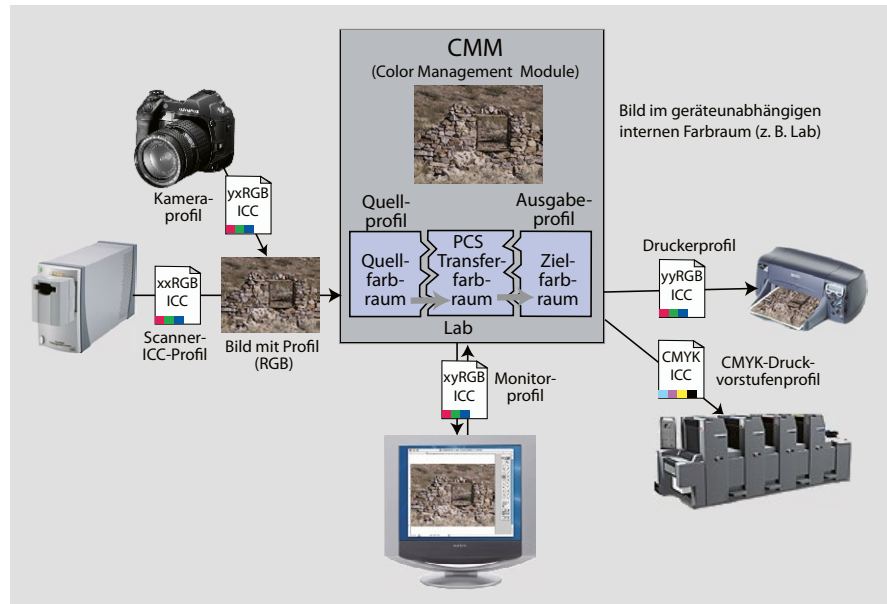 CMM
(Color Management Module)
Bild im geräteunabhängigen
internen Farbraum (z. B. Lab)
Kamera-
profil
yxRGB
ICC
Quell-
profil
Ausgabe-
profil
Quell-
farb-
raum
PCS
Transfer-
farb-
raum
Ziel-
farb-
raum
Lab
xxRGB
ICC
Scanner-
ICC-Profil
Bild mit Profil
(RGB)
Druckerprofil
yyRGB
ICC
xyRGB
ICC
Monitor-
profil
CMYK
ICC
CMYK-Druck-
vorstufenprofil